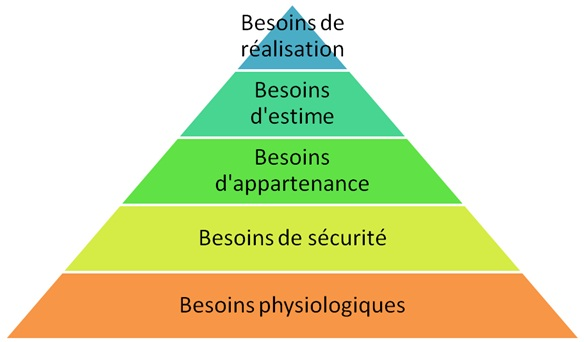 Besoins de
réalisation
Besoins
d'estime
Besoins
d'appartenance
Besoins de sécurité
Besoins physiologiques